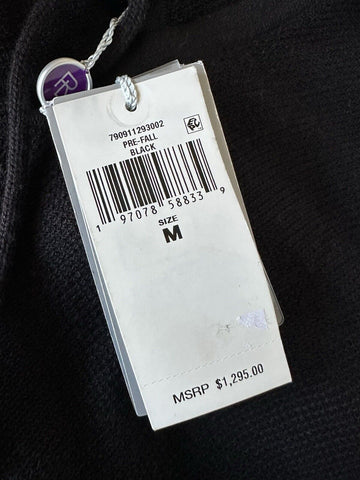 790911293002
PRE-FALL
BLACK
1 97078 58833 9
SIZE
M
MSRP $1,295.00